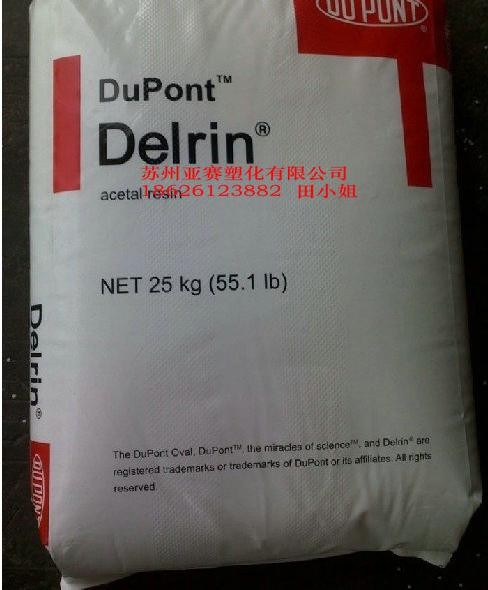 DU PONT®
DuPont™
Delrin®
苏州亚赛塑化有限公司
18626123882 田小姐
acetal resin
NET 25 kg (55.1 lb)
Delrin®
The DuPont Oval, DuPont™, the miracles of science™, and Delrin® are
registered trademarks or trademarks of DuPont or its affiliates. All rights
reserved.
DU PONT